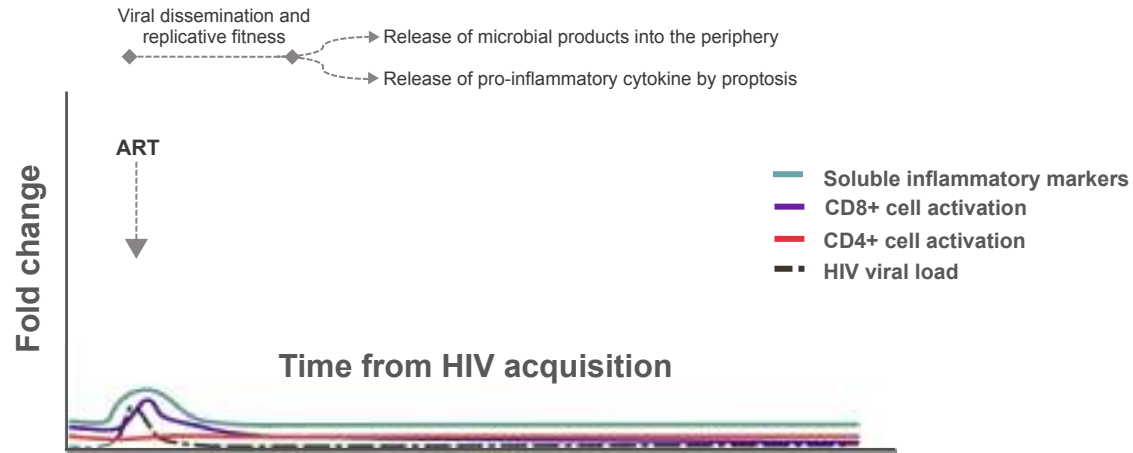 Viral dissemination and
replicative fitness
Release of microbial products into the periphery
Release of pro-inflammatory cytokine by proptosis
ART
Fold change
Soluble inflammatory markers
CD8+ cell activation
CD4+ cell activation
HIV viral load
Time from HIV acquisition